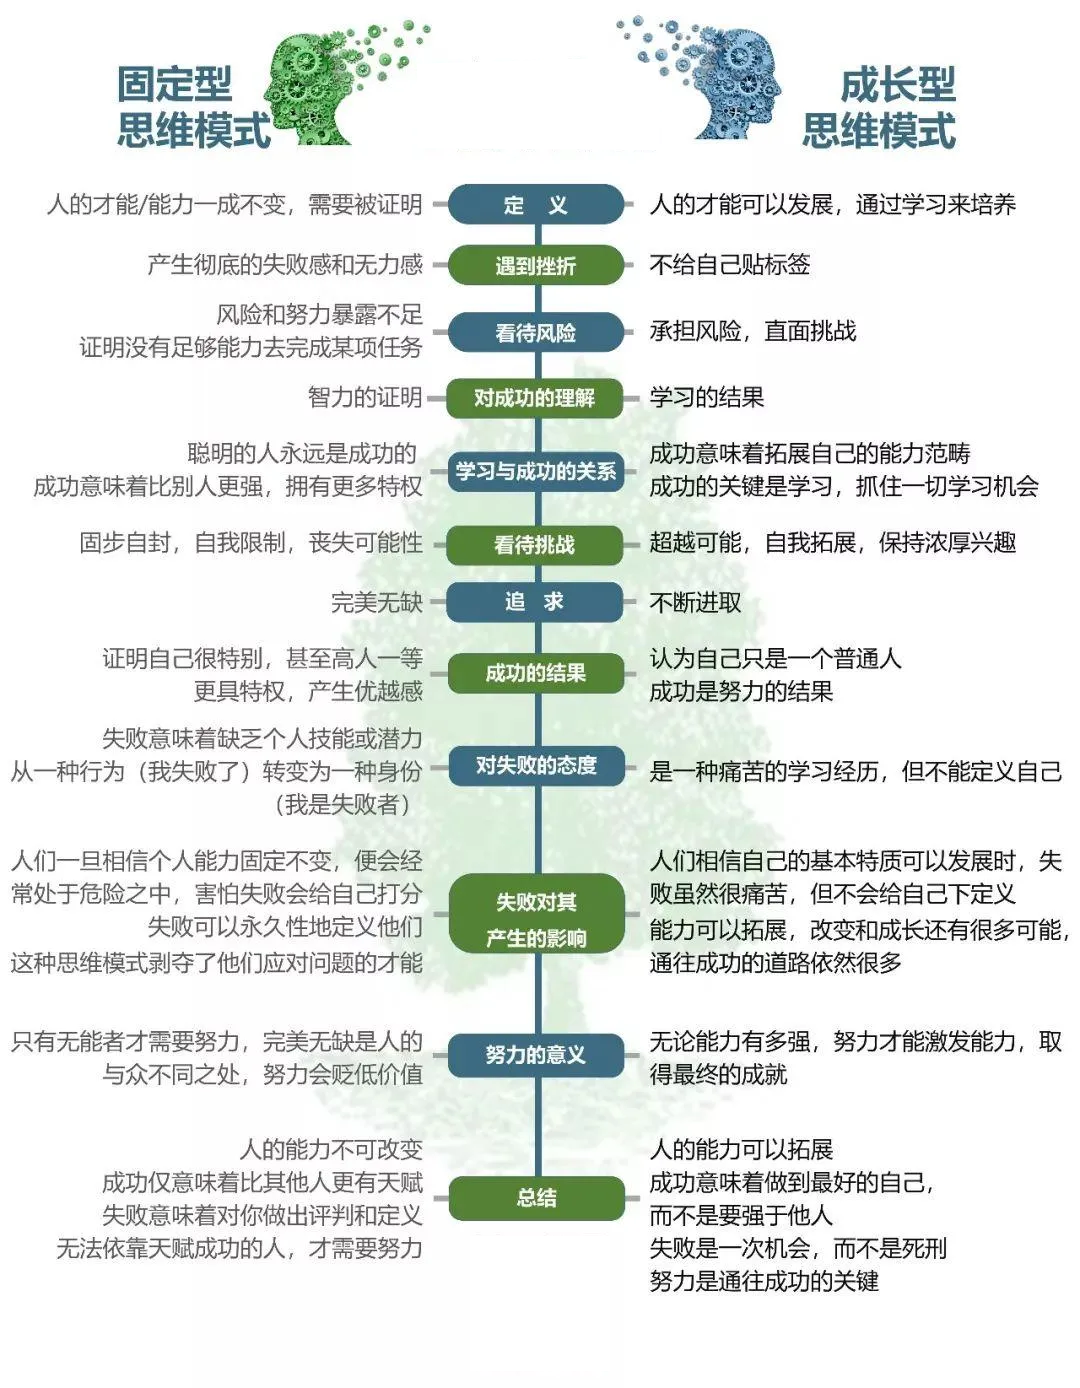 固定型
思维模式
成长型
思维模式
人的才能/能力一成不变，需要被证明
定 义
人的才能可以发展，通过学习来培养
产生彻底的失败感和无力感
遇到挫折
不给自己贴标签
风险和努力暴露不足
证明没有足够能力去完成某项任务
看待风险
承担风险，直面挑战
智力的证明
对成功的理解
学习的结果
聪明的人永远是成功的
成功意味着比别人更强，拥有更多特权
学习与成功的关系
成功意味着拓展自己的能力范畴
成功的关键是学习，抓住一切学习机会
固步自封，自我限制，丧失可能性
看待挑战
超越可能，自我拓展，保持浓厚兴趣
完美无缺
追 求
不断进取
证明自己很特别，甚至高人一等
更具特权，产生优越感
成功的结果
认为自己只是一个普通人
成功是努力的结果
失败意味着缺乏个人技能或潜力
从一种行为（我失败了）转变为一种身份
（我是失败者）
对失败的态度
是一种痛苦的学习经历，但不能定义自己
人们一旦相信个人能力固定不变，便会经
常处于危险之中，害怕失败会给自己打分
失败可以永久性地定义他们
这种思维模式剥夺了他们应对问题的才能
失败对其
产生的影响
人们相信自己的基本特质可以发展时，失
败虽然很痛苦，但不会给自己下定义
能力可以拓展，改变和成长还有很多可能，
通往成功的道路依然很多
只有无能者才需要努力，完美无缺是人的
与众不同之处，努力会贬低价值
努力的意义
无论能力有多强，努力才能激发能力，取
得最终的成就
人的能力不可改变
成功仅意味着比其他人更有天赋
失败意味着对你做出评判和定义
无法依靠天赋成功的人，才需要努力
总结
人的能力可以拓展
成功意味着做到最好的自己，
而不是要强于他人
失败是一次机会，而不是死刑
努力是通往成功的关键